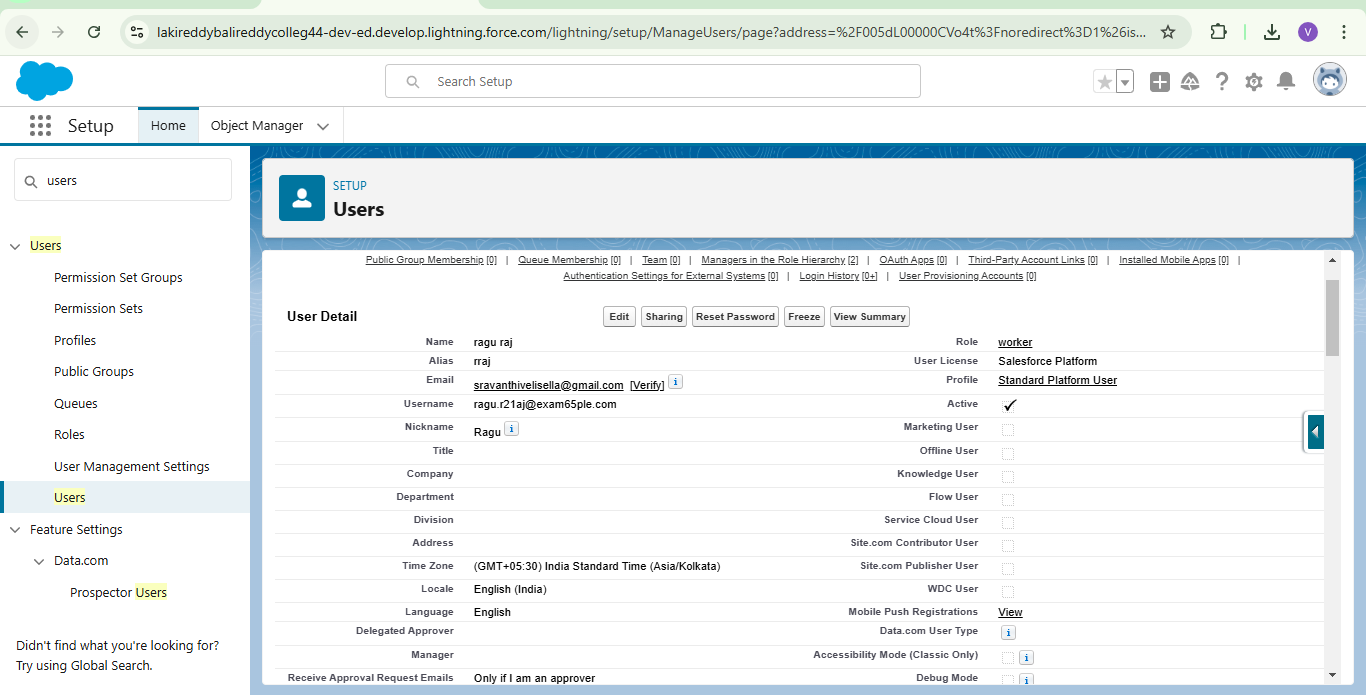 lakireddybalireddycolleg44-dev-ed.develop.lightning.force.com/lightning/setup/ManageUsers/page?address=%2F005dL00000CVo4t%3Fnoredirect%3D1%26is...
V
Search Setup
Setup
Home
Object Manager
users
Users
Permission Set Groups
Permission Sets
Profiles
Public Groups
Queues
Roles
User Management Settings
Users
Feature Settings
Data.com
Prospector Users
Didn't find what you're looking for?
Try using Global Search.
SETUP
Users
Public Group Membership [0] | Queue Membership [0] | Team [0] | Managers in the Role Hierarchy [2] | OAuth Apps [0] | Third-Party Account Links [0] | Installed Mobile Apps [0] |
Authentication Settings for External Systems [0] | Login History [0+] | User Provisioning Accounts [0]
User Detail
Edit Sharing Reset Password Freeze View Summary
Name ragu raj Role worker
Alias rraj User License Salesforce Platform
Email sravanthivelisella@gmail.com [Verify] i Profile Standard Platform User
Username ragu.r21aj@exam65ple.com Active
Nickname Ragu i Marketing User
Title Offline User
Company Knowledge User
Department Flow User
Division Service Cloud User
Address Site.com Contributor User
Time Zone (GMT+05:30) India Standard Time (Asia/Kolkata) Site.com Publisher User
Locale English (India) WDC User
Language English Mobile Push Registrations View
Delegated Approver Data.com User Type i
Manager Accessibility Mode (Classic Only) i
Receive Approval Request Emails Only if I am an approver Debug Mode i